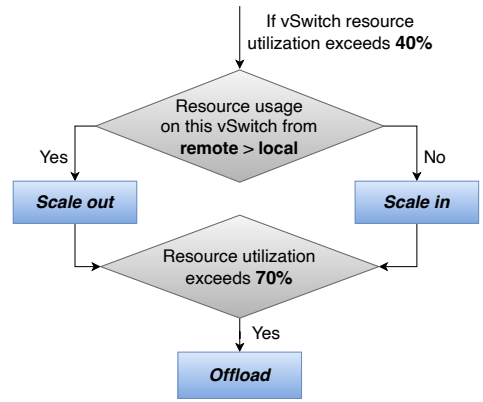 If vSwitch resource
utilization exceeds 40%
Resource usage
on this vSwitch from
remote > local
Yes
No
Scale out
Scale in
Resource utilization
exceeds 70%
Yes
Offload